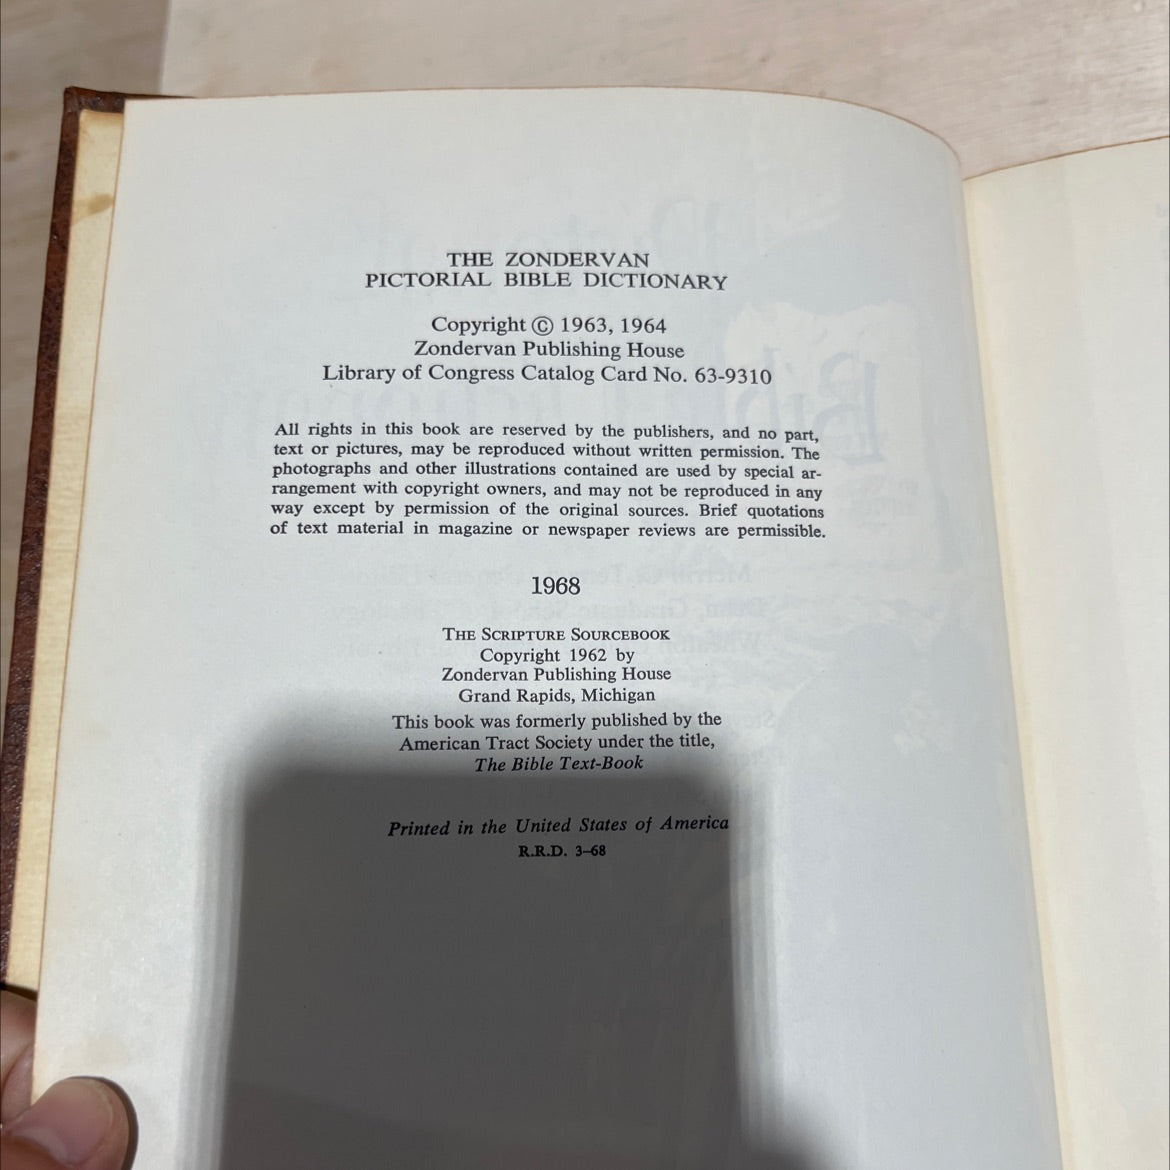 THE ZONDERVAN
PICTORIAL BIBLE DICTIONARY
Copyright © 1963, 1964
Zondervan Publishing House
Library of Congress Catalog Card No. 63-9310
All rights in this book are reserved by the publishers, and no part,
text or pictures, may be reproduced without written permission. The
photographs and other illustrations contained are used by special ar-
rangement with copyright owners, and may not be reproduced in any
way except by permission of the original sources. Brief quotations
of text material in magazine or newspaper reviews are permissible.
1968
THE SCRIPTURE SOURCEBOOK
Copyright 1962 by
Zondervan Publishing House
Grand Rapids, Michigan
This book was formerly published by the
American Tract Society under the title,
The Bible Text-Book
Printed in the United States of America
R.R.D. 3–68